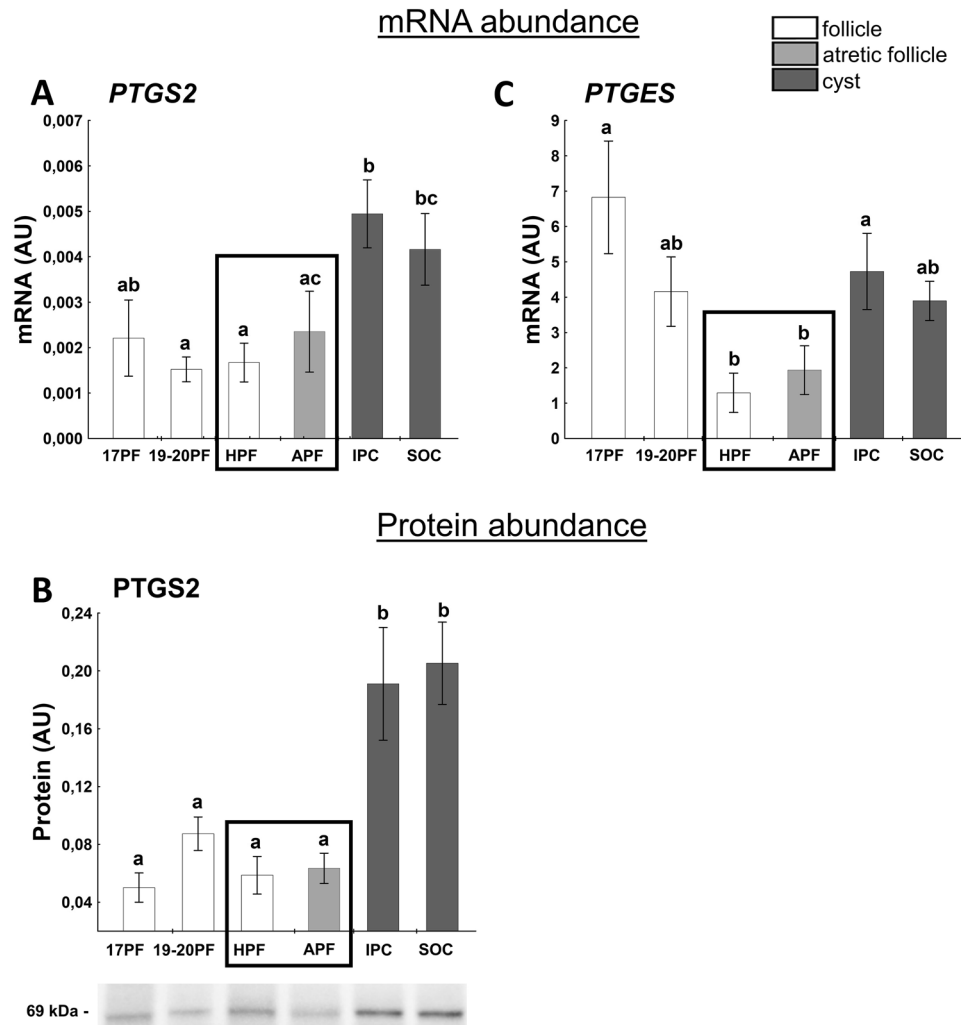 mRNA abundance
follicle
atretic follicle
cyst
A PTGS2
mRNA (AU)
0,007
0,006
0,005
0,004
0,003
0,002
0,001
0,000
ab
a
a
ac
b
bc
17PF 19-20PF HPF APF IPC SOC
C PTGES
mRNA (AU)
9
8
7
6
5
4
3
2
1
0
a
ab
b
b
a
ab
17PF 19-20PF HPF APF IPC SOC
Protein abundance
B PTGS2
Protein (AU)
0,24
0,20
0,16
0,12
0,08
0,04
a
a
a
a
b
b
17PF 19-20PF HPF APF IPC SOC
69 kDa -